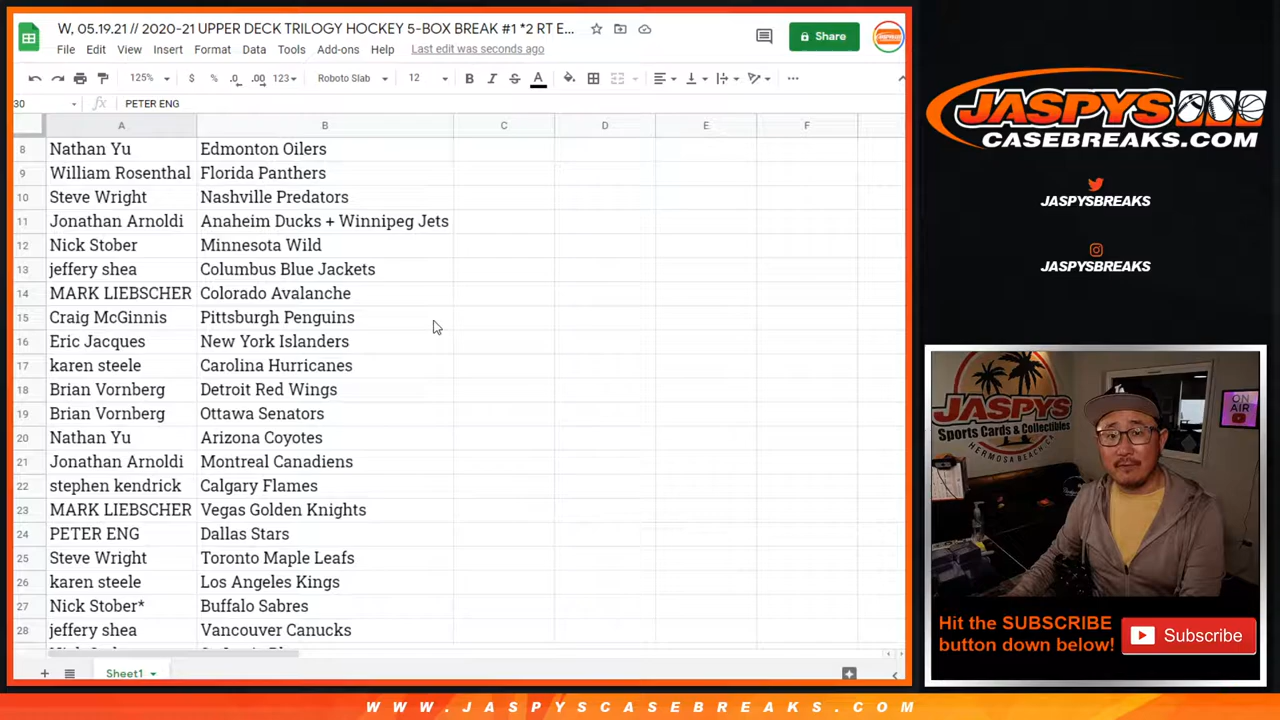 W, 05.19.21 // 2020-21 UPPER DECK TRILOGY HOCKEY 5-BOX BREAK #1 *2 RT E...
File Edit View Insert Format Data Tools Add-ons Help Last edit was seconds ago
Share
125% $ % .0 .00 123 Roboto Slab 12 B I S A
30 fx PETER ENG
A B C D E F
8 Nathan Yu Edmonton Oilers
9 William Rosenthal Florida Panthers
10 Steve Wright Nashville Predators
11 Jonathan Arnoldi Anaheim Ducks + Winnipeg Jets
12 Nick Stober Minnesota Wild
13 jeffery shea Columbus Blue Jackets
14 MARK LIEBSCHER Colorado Avalanche
15 Craig McGinnis Pittsburgh Penguins
16 Eric Jacques New York Islanders
17 karen steele Carolina Hurricanes
18 Brian Vornberg Detroit Red Wings
19 Brian Vornberg Ottawa Senators
20 Nathan Yu Arizona Coyotes
21 Jonathan Arnoldi Montreal Canadiens
22 stephen kendrick Calgary Flames
23 MARK LIEBSCHER Vegas Golden Knights
24 PETER ENG Dallas Stars
25 Steve Wright Toronto Maple Leafs
26 karen steele Los Angeles Kings
27 Nick Stober* Buffalo Sabres
28 jeffery shea Vancouver Canucks
Sheet1
JASPYS
CASEBREAKS.COM
JASPYSBREAKS
JASPYSBREAKS
JASPYS
Sports Cards & Collectibles
HERMOSA BEACH
ON
AIR
Hit the SUBSCRIBE
button down below!
Subscribe
WWW.JASPYSCASEBREAKS.COM